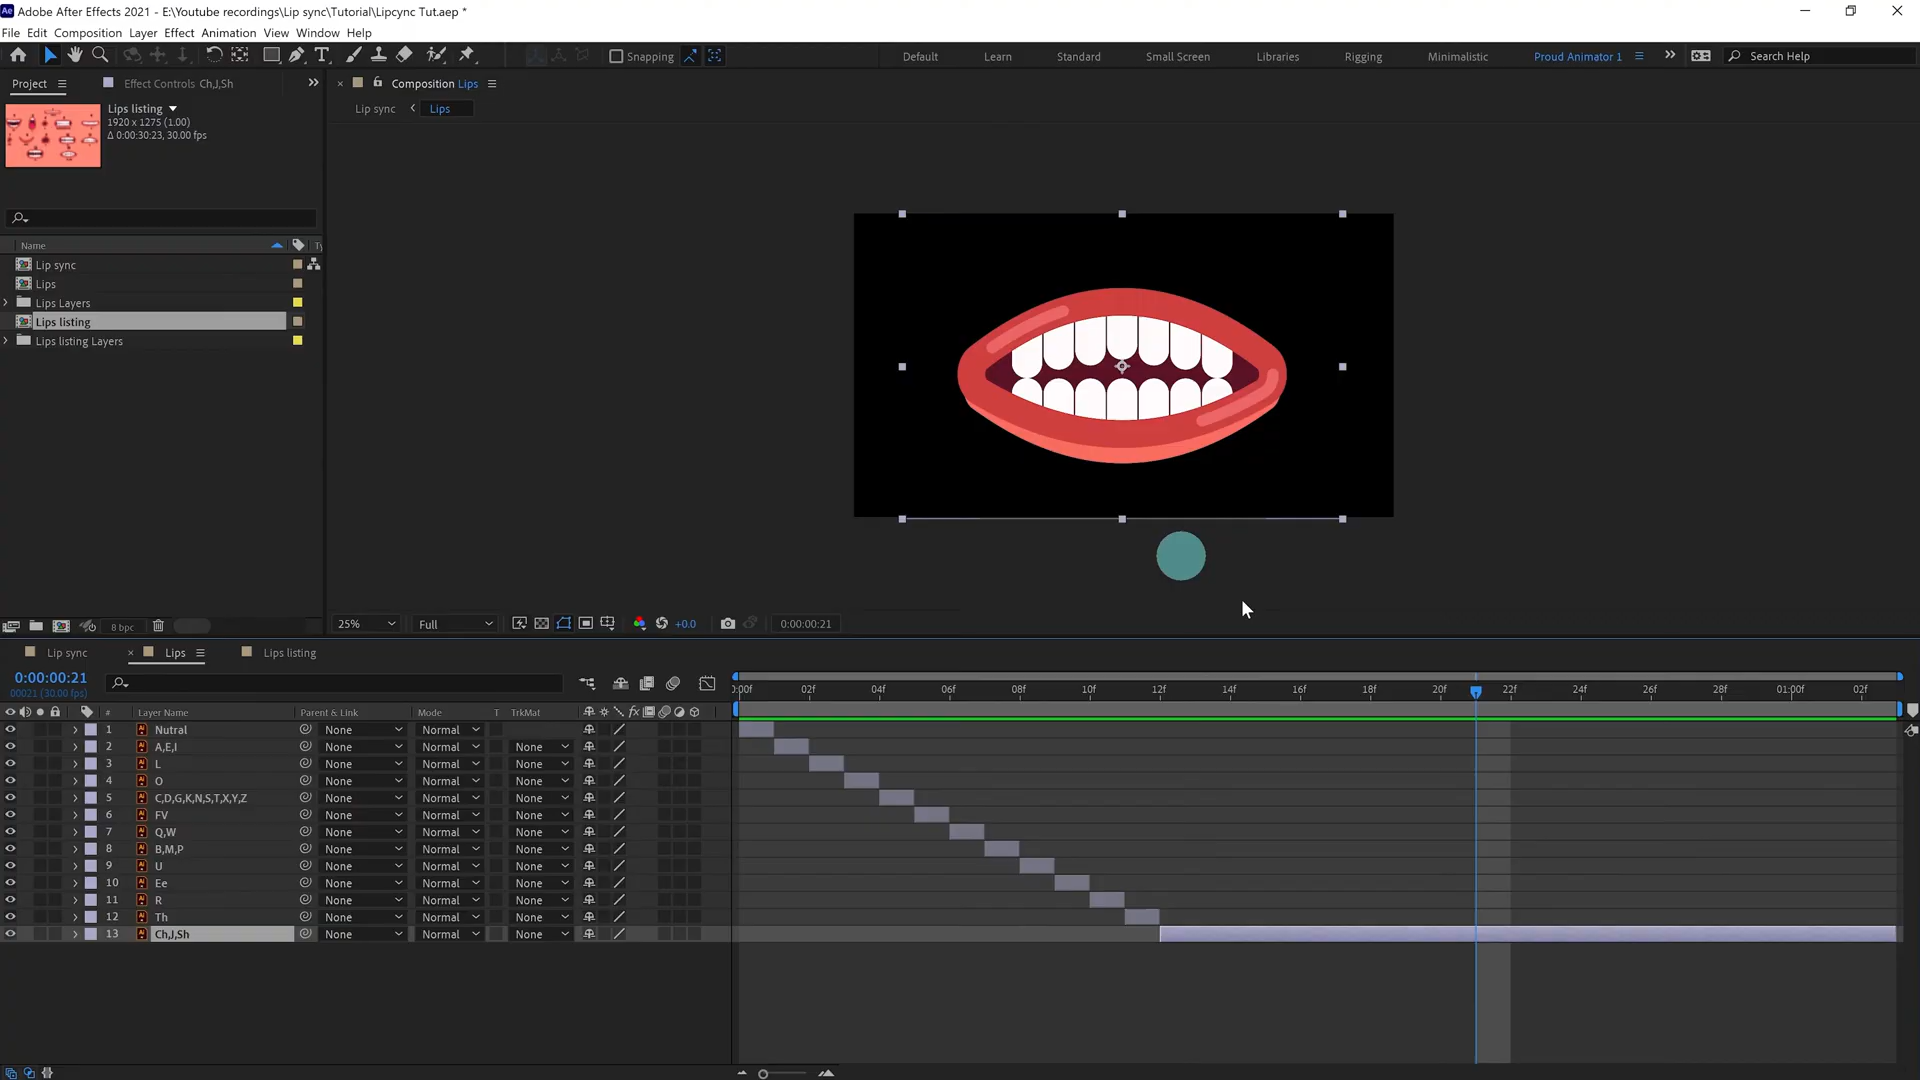 Adobe After Effects 2021 - E:\Youtube recordings\Lip sync\Tutorial\Lipcync Tut.aep *
File Edit Composition Layer Effect Animation View Window Help
Snapping Default Learn Standard Small Screen Libraries Rigging Minimalistic Proud Animator 1 Search Help
Project Effect Controls Ch,J,Sh
Composition Lips
Lip sync Lips
Lips listing
1920 x 1275 (1.00)
Δ 0:00:30:23, 30.00 fps
Name Ty
Lip sync
Lips
Lips Layers
Lips listing
Lips listing Layers
8 bpc
25% Full +0.0 0:00:00:21
Lip sync Lips Lips listing
0:00:00:21
00021 (30.00 fps)
:00f 02f 04f 06f 08f 10f 12f 14f 16f 18f 20f 22f 24f 26f 28f 01:00f 02f
# Layer Name Parent & Link Mode T TrkMat
1 Nutral None Normal
2 A,E,I None Normal None
3 L None Normal None
4 O None Normal None
5 C,D,G,K,N,S,T,X,Y,Z None Normal None
6 FV None Normal None
7 Q,W None Normal None
8 B,M,P None Normal None
9 U None Normal None
10 Ee None Normal None
11 R None Normal None
12 Th None Normal None
13 Ch,J,Sh None Normal None